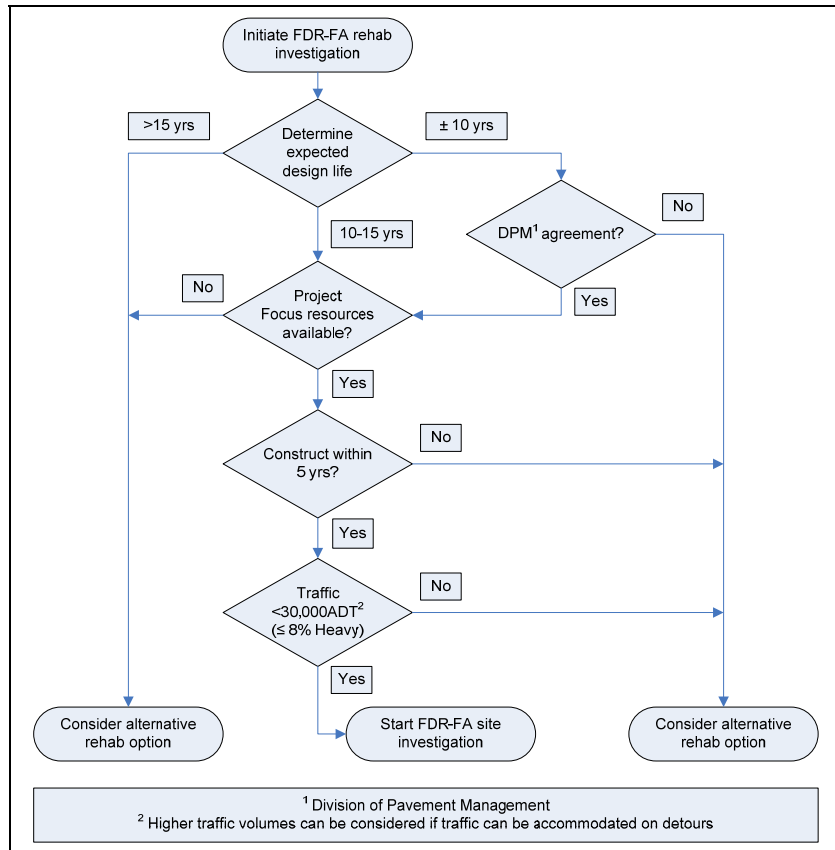 Initiate FDR-FA rehab
investigation
>15 yrs
± 10 yrs
Determine
expected
design life
No
DPM¹ agreement?
10-15 yrs
No
Project
Focus resources
available?
Yes
Yes
No
Construct within
5 yrs?
Yes
No
Traffic
<30,000ADT²
(≤ 8% Heavy)
Yes
Consider alternative
rehab option
Start FDR-FA site
investigation
Consider alternative
rehab option
¹ Division of Pavement Management
² Higher traffic volumes can be considered if traffic can be accommodated on detours